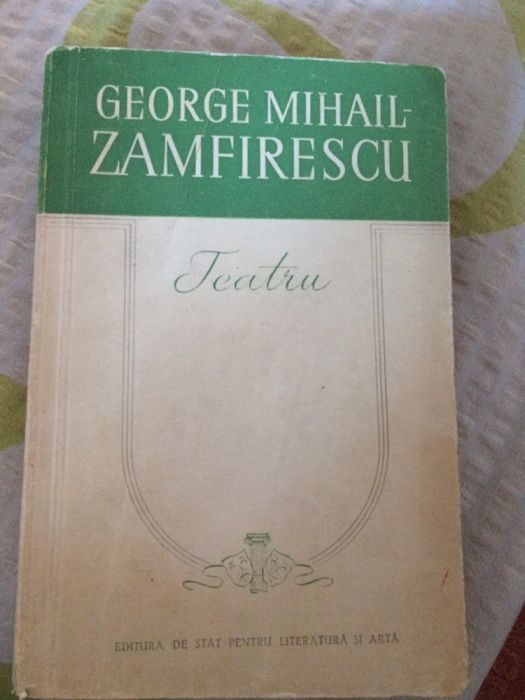 GEORGE MIHAIL-
ZAMFIRESCU
Teatru
EDITURA DE STAT PENTRU LITERATURĂ ȘI ARTĂ